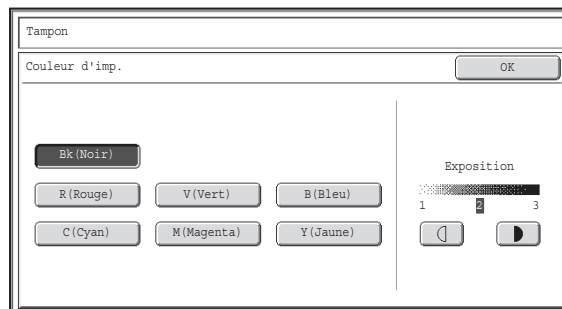 Tampon
Couleur d'imp.
OK
Bk(Noir)
R(Rouge) V(Vert) B(Bleu)
C(Cyan) M(Magenta) Y(Jaune)
Exposition
1 2 3